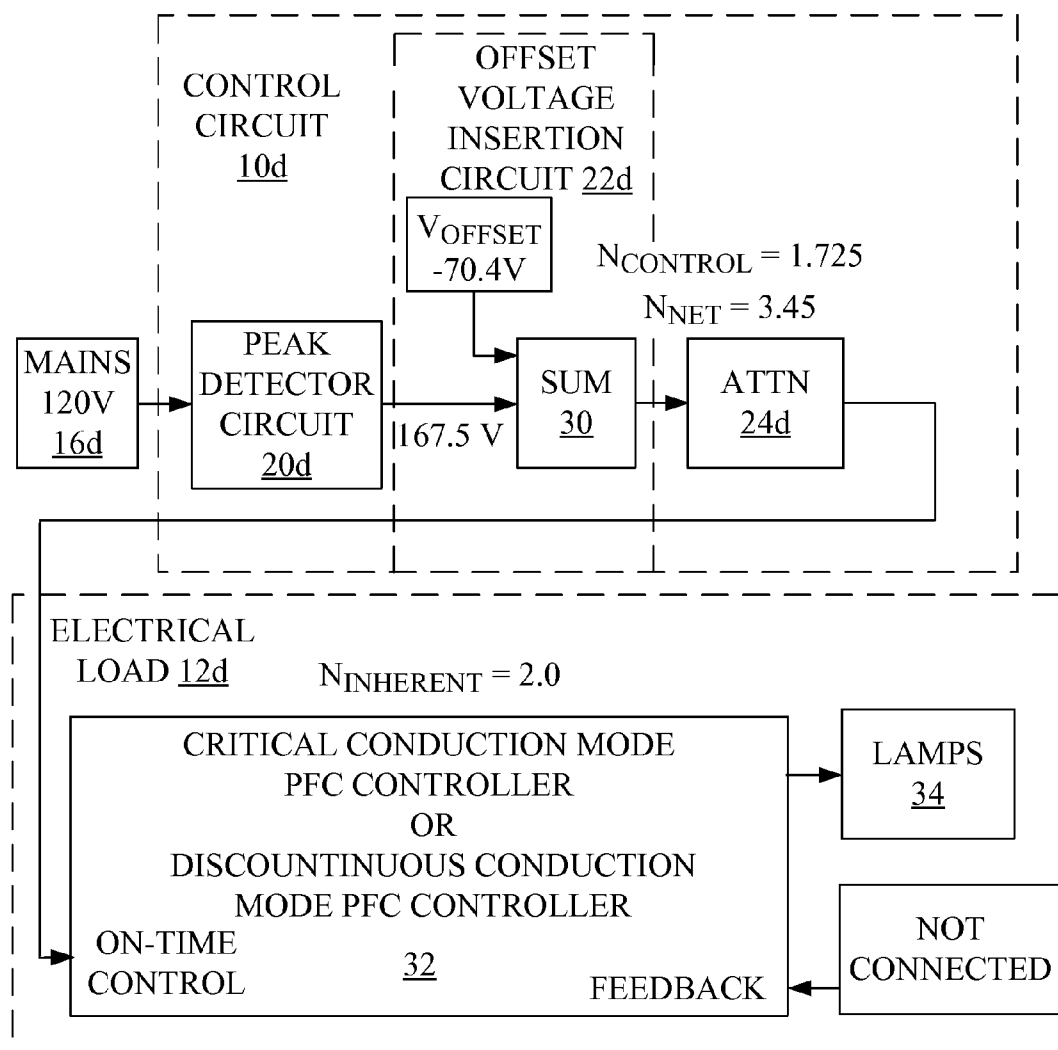 CONTROL
CIRCUIT
10d
OFFSET
VOLTAGE
INSERTION
CIRCUIT 22d
VOFFSET
-70.4V
NCONTROL = 1.725
NNET = 3.45
MAINS
120V
16d
PEAK
DETECTOR
CIRCUIT
20d
167.5 V
SUM
30
ATTN
24d
ELECTRICAL
LOAD 12d
NINHERENT = 2.0
CRITICAL CONDUCTION MODE
PFC CONTROLLER
OR
DISCOUNTINUOUS CONDUCTION
MODE PFC CONTROLLER
32
ON-TIME
CONTROL
FEEDBACK
LAMPS
34
NOT
CONNECTED